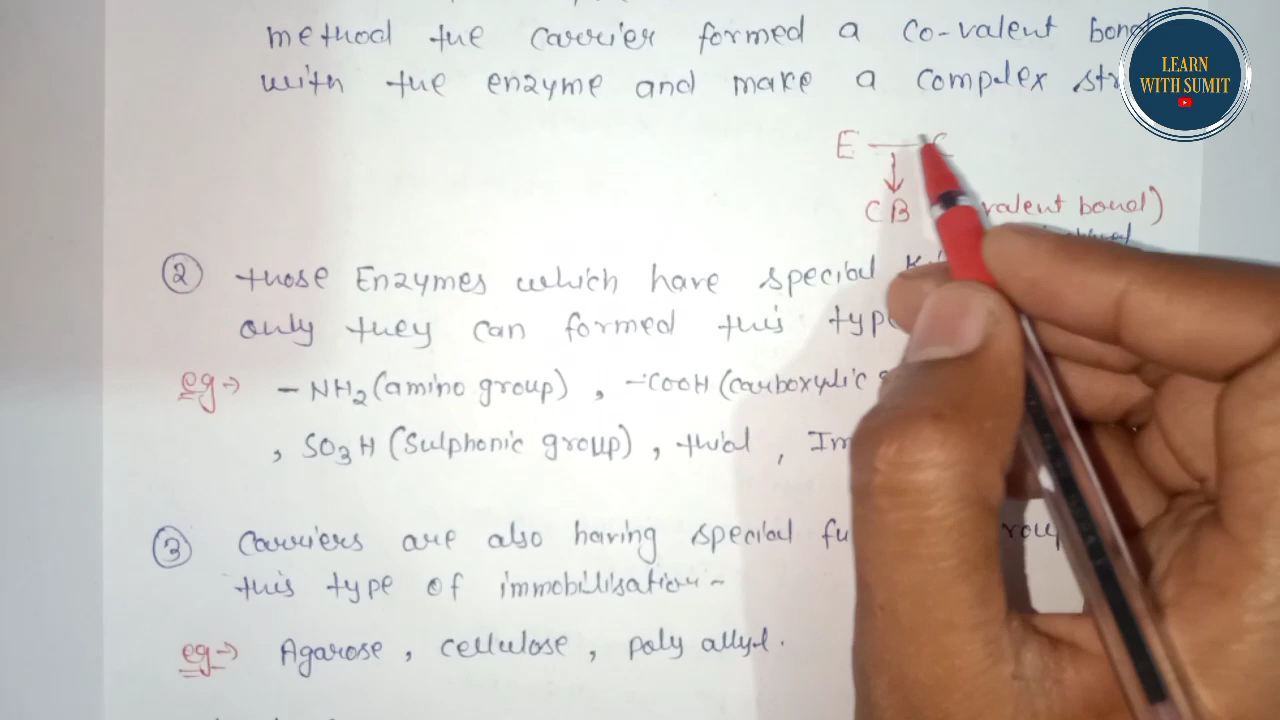 method the carrier formed a co-valent bond
with the enzyme and make a complex str
LEARN
WITH SUMIT
E — C
CB valent bond)
② those Enzymes which have special
only they can formed this type
eg→ - NH2 (amino group), -COOH (carboxylic
, SO3H (Sulphonic group), thiol, Im
③ Carriers are also having special fu roup
this type of immobilisation -
eg→ Agarose, cellulose, poly allyl.